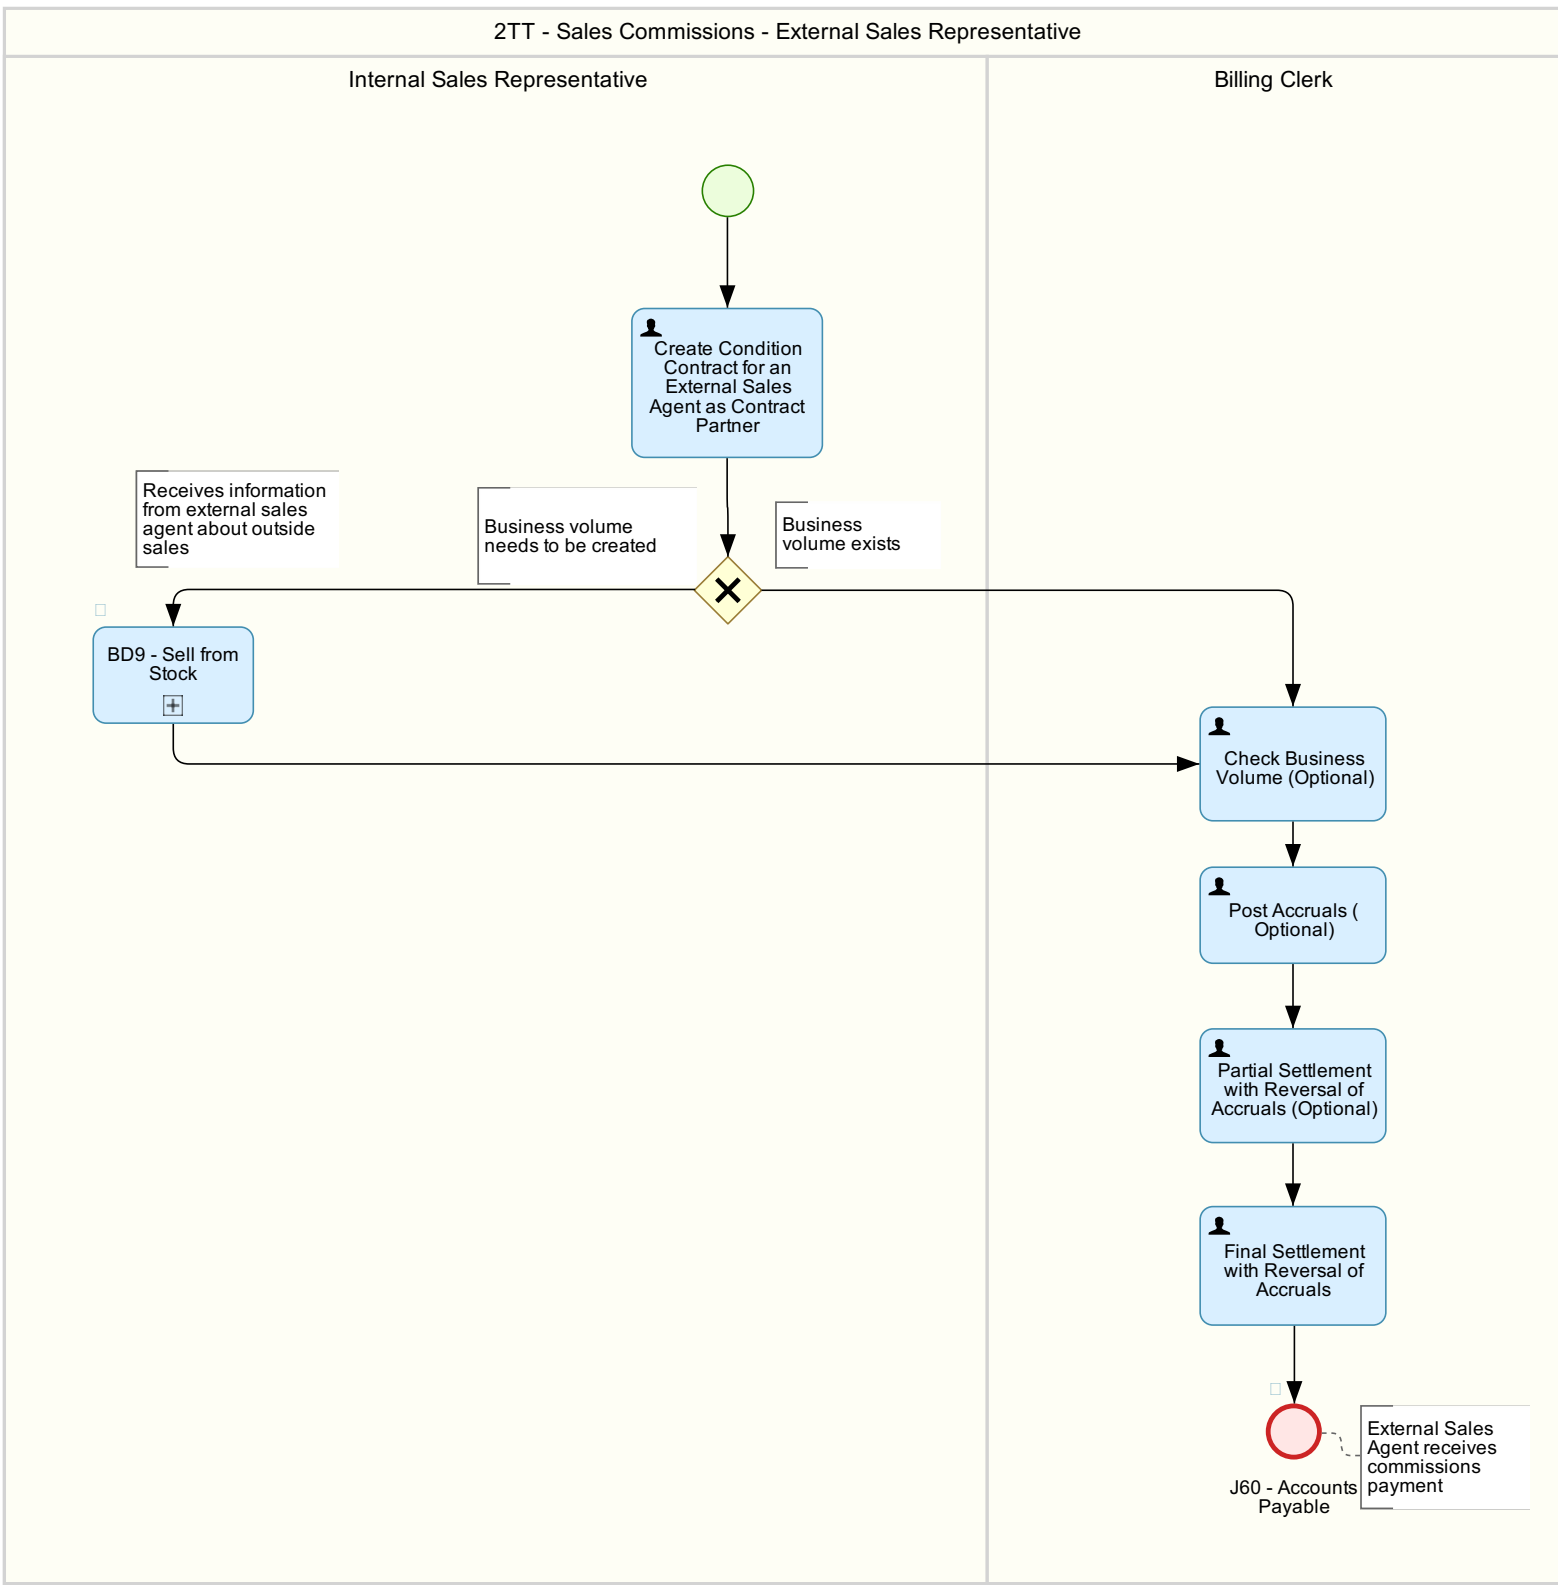 2TT - Sales Commissions - External Sales Representative
Internal Sales Representative
Billing Clerk
Create Condition
Contract for an
External Sales
Agent as Contract
Partner
Receives information
from external sales
agent about outside
sales
Business volume
needs to be created
Business
volume exists
BD9 - Sell from
Stock
Check Business
Volume (Optional)
Post Accruals (
Optional)
Partial Settlement
with Reversal of
Accruals (Optional)
Final Settlement
with Reversal of
Accruals
J60 - Accounts
Payable
External Sales
Agent receives
commissions
payment